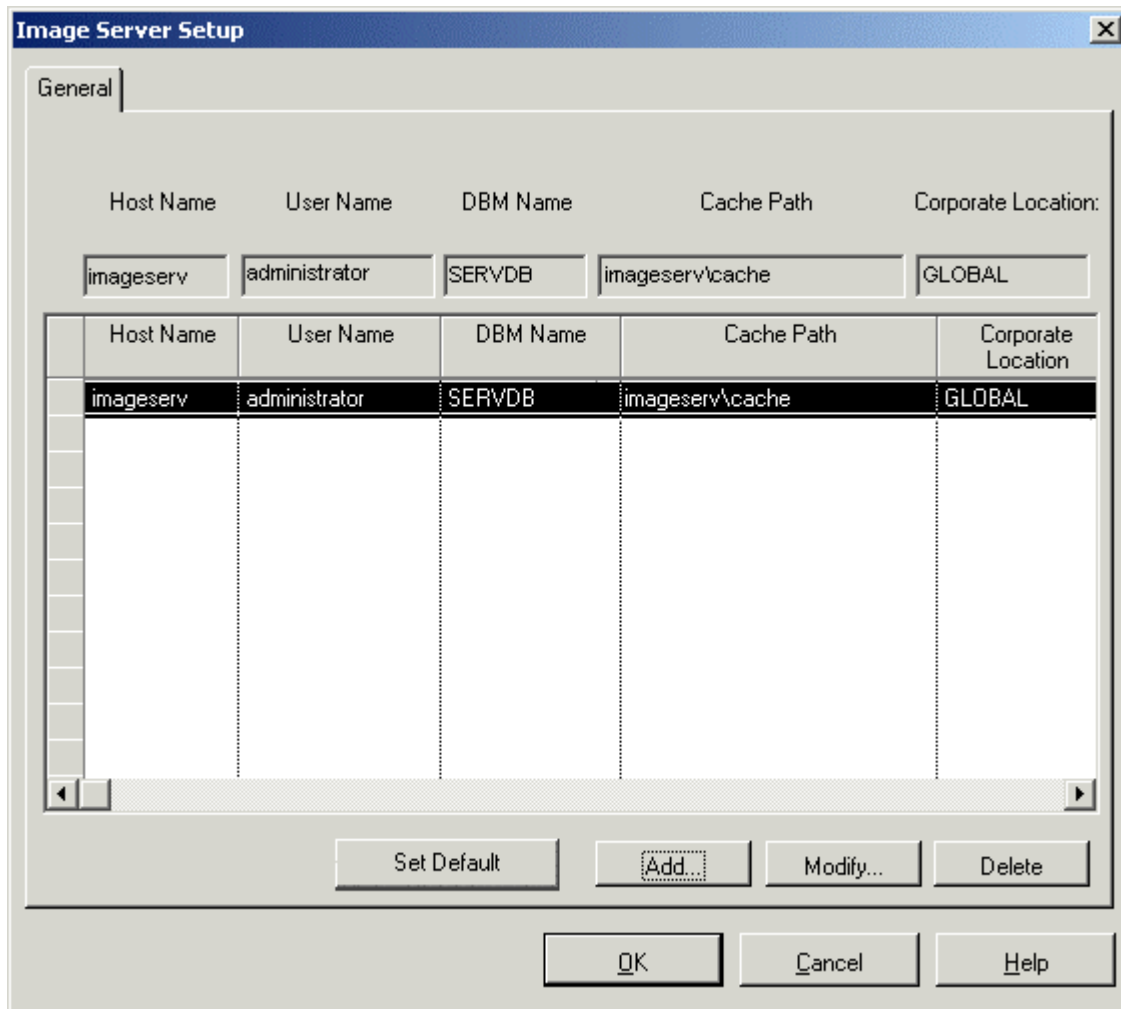 Image Server Setup
General
Host Name User Name DBM Name Cache Path Corporate Location:
imageserv administrator SERVDB imageserv\cache GLOBAL
Host Name User Name DBM Name Cache Path Corporate
Location
imageserv administrator SERVDB imageserv\cache GLOBAL
Set Default Add... Modify... Delete
OK Cancel Help